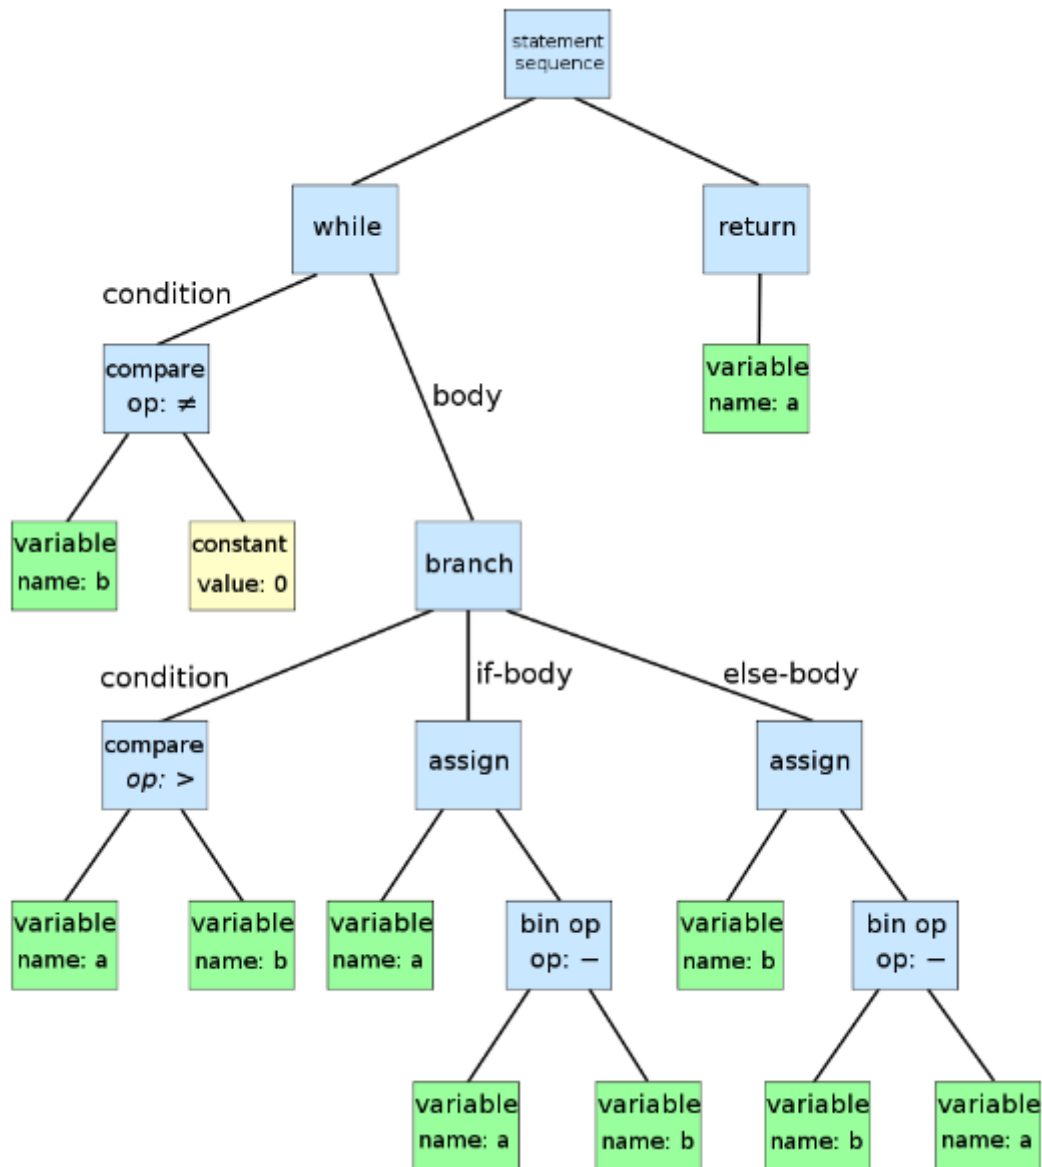 statement
sequence
while
return
condition
compare
op: ≠
body
variable
name: a
variable
name: b
constant
value: 0
branch
condition
if-body
else-body
compare
op: >
assign
assign
variable
name: a
variable
name: b
variable
name: a
bin op
op: −
variable
name: b
bin op
op: −
variable
name: a
variable
name: b
variable
name: b
variable
name: a